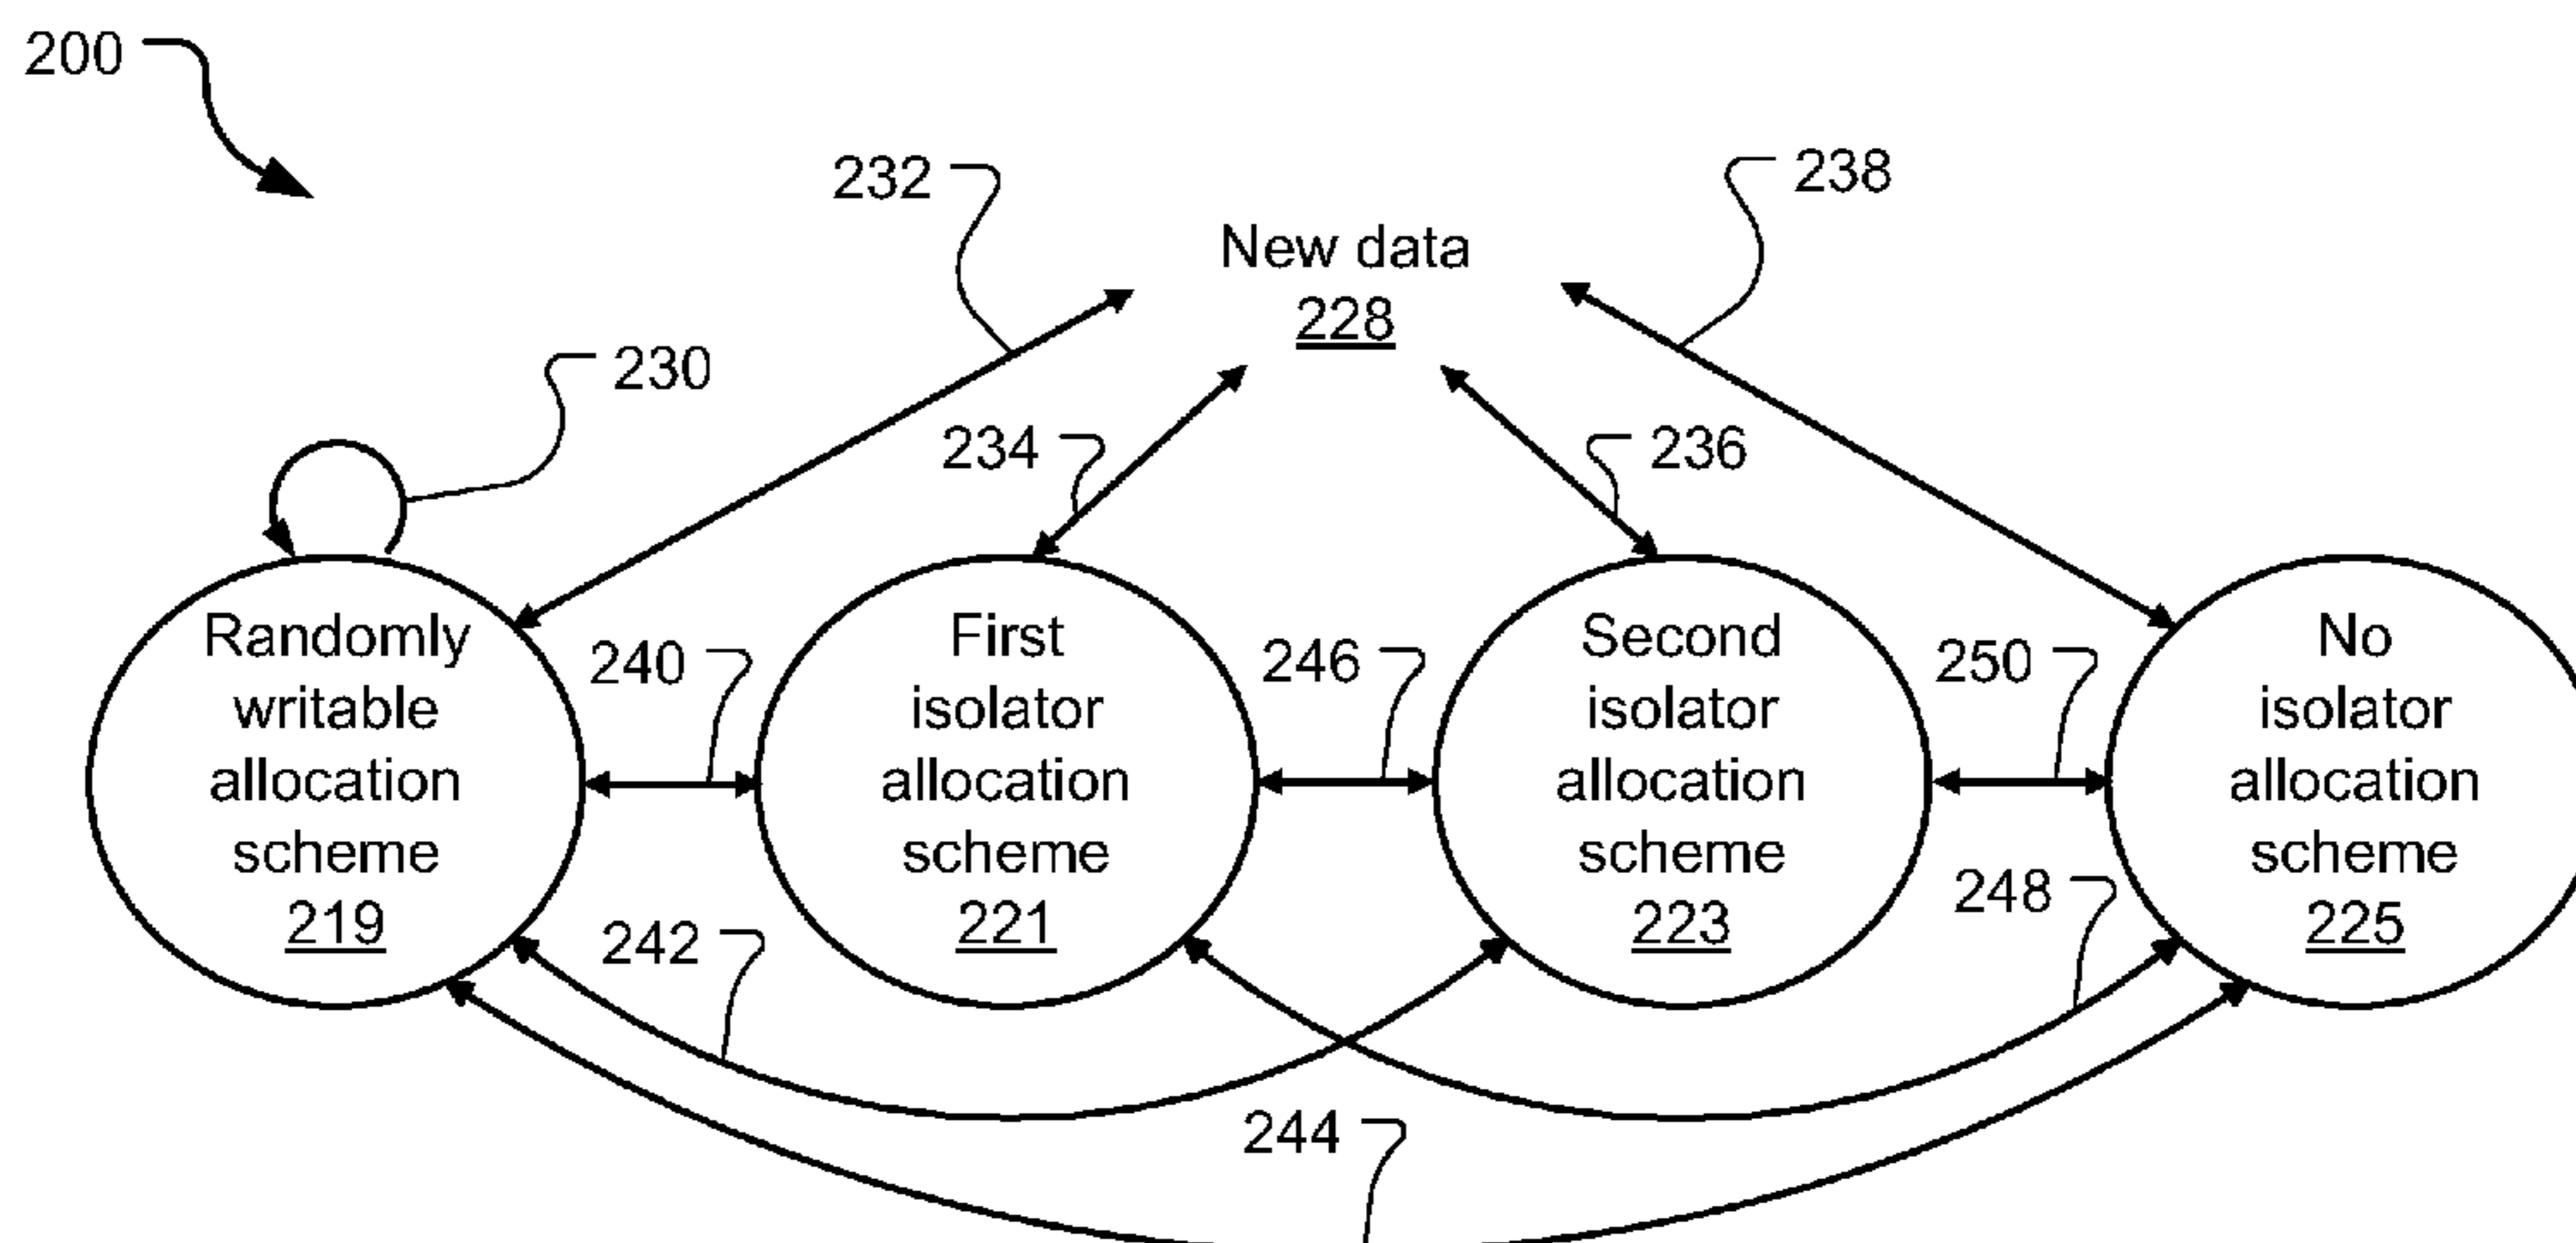 200
232
238
New data
228
230
234
236
Randomly
writable
allocation
scheme
219
240
First
isolator
allocation
scheme
221
246
Second
isolator
allocation
scheme
223
250
No
isolator
allocation
scheme
225
242
248
244